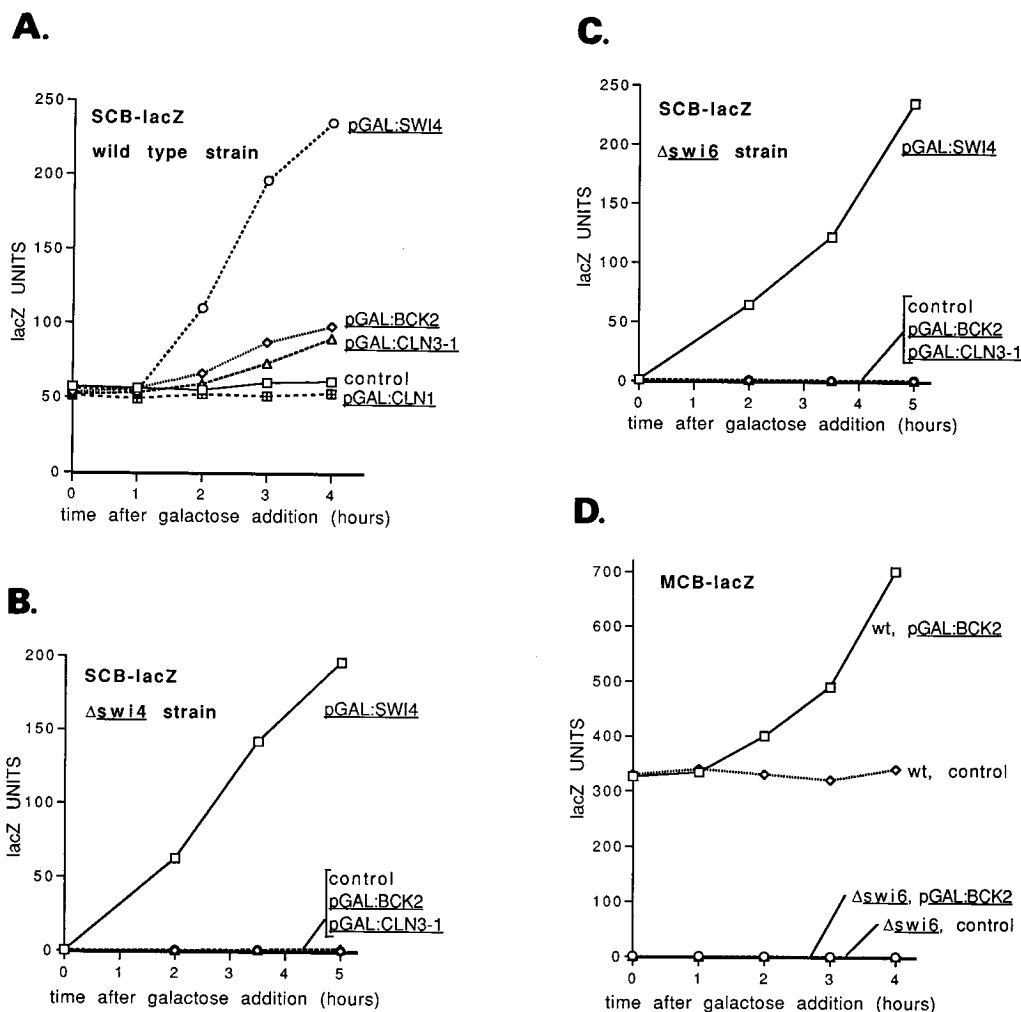 A.
250
200
150
100
50
0
lacZ UNITS
SCB-lacZ
wild type strain
pGAL:SWI4
pGAL:BCK2
pGAL:CLN3-1
control
pGAL:CLN1
0 1 2 3 4
time after galactose addition (hours)
B.
200
150
100
50
0
lacZ UNITS
SCB-lacZ
Δswi4 strain
pGAL:SWI4
control
pGAL:BCK2
pGAL:CLN3-1
0 1 2 3 4 5
time after galactose addition (hours)
C.
250
200
150
100
50
0
lacZ UNITS
SCB-lacZ
Δswi6 strain
pGAL:SWI4
control
pGAL:BCK2
pGAL:CLN3-1
0 1 2 3 4 5
time after galactose addition (hours)
D.
700
600
500
400
300
200
100
0
lacZ UNITS
MCB-lacZ
wt, pGAL:BCK2
wt, control
Δswi6, pGAL:BCK2
Δswi6, control
0 1 2 3 4
time after galactose addition (hours)